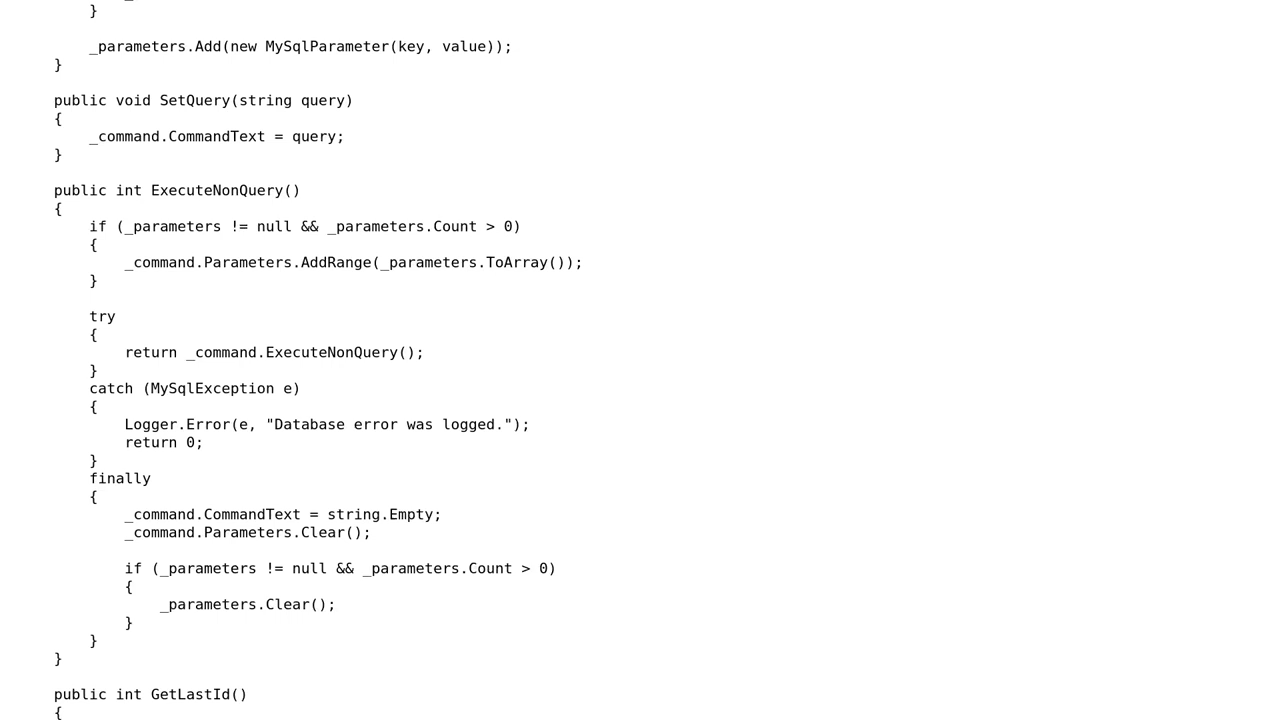 }
_parameters.Add(new MySqlParameter(key, value));
}
public void SetQuery(string query)
{
_command.CommandText = query;
}
public int ExecuteNonQuery()
{
if (_parameters != null && _parameters.Count > 0)
{
_command.Parameters.AddRange(_parameters.ToArray());
}
try
{
return _command.ExecuteNonQuery();
}
catch (MySqlException e)
{
Logger.Error(e, "Database error was logged.");
return 0;
}
finally
{
_command.CommandText = string.Empty;
_command.Parameters.Clear();
if (_parameters != null && _parameters.Count > 0)
{
_parameters.Clear();
}
}
}
public int GetLastId()
{